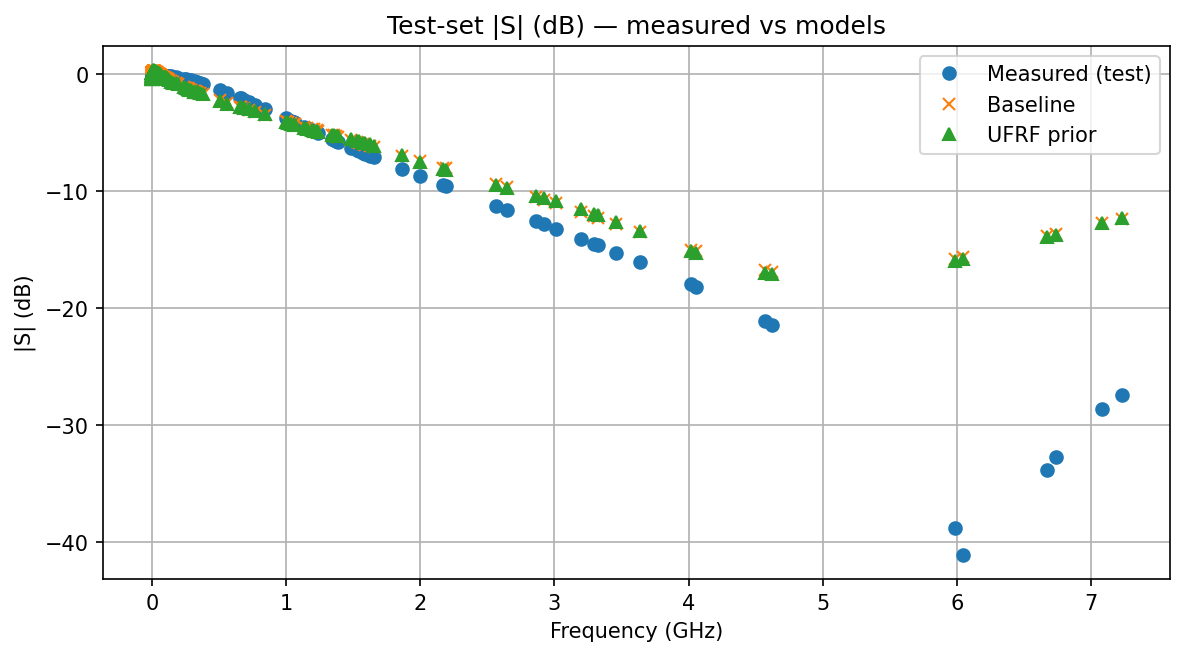 Test-set |S| (dB) — measured vs models
Measured (test)
Baseline
UFRF prior
|S| (dB)
0
−10
−20
−30
−40
0 1 2 3 4 5 6 7
Frequency (GHz)